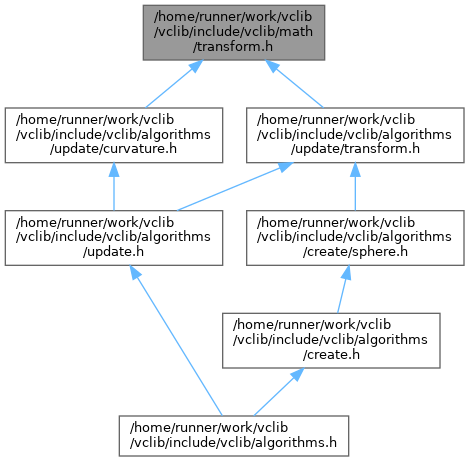 /home/runner/work/vclib
/vclib/include/vclib/math
/transform.h
/home/runner/work/vclib
/vclib/include/vclib/algorithms
/update/curvature.h
/home/runner/work/vclib
/vclib/include/vclib/algorithms
/update/transform.h
/home/runner/work/vclib
/vclib/include/vclib/algorithms
/update.h
/home/runner/work/vclib
/vclib/include/vclib/algorithms
/create/sphere.h
/home/runner/work/vclib
/vclib/include/vclib/algorithms
/create.h
/home/runner/work/vclib
/vclib/include/vclib/algorithms.h